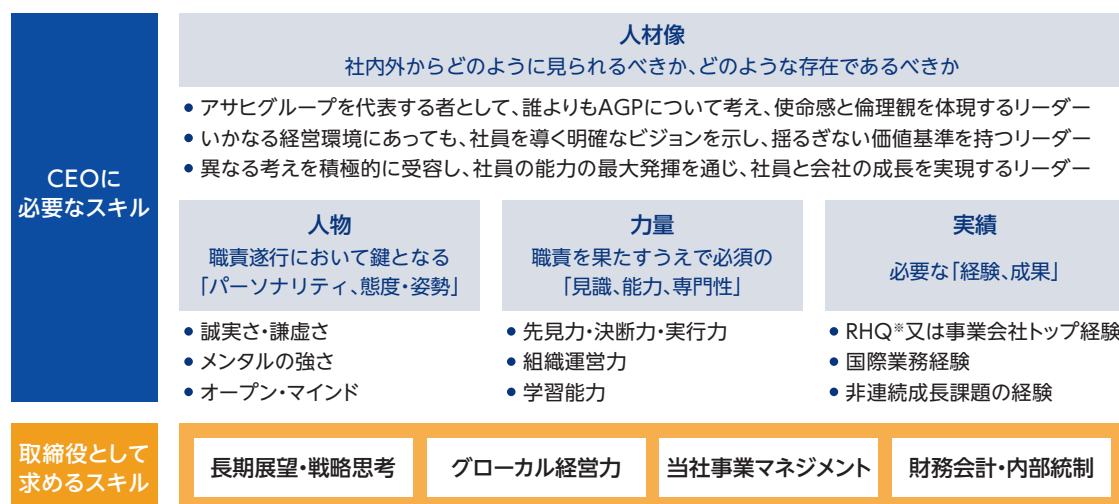 CEOに
必要なスキル
人材像
社内外からどのように見られるべきか、どのような存在であるべきか
• アサヒグループを代表する者として、誰よりもAGPについて考え、使命感と倫理観を体現するリーダー
• いかなる経営環境にあっても、社員を導く明確なビジョンを示し、揺るぎない価値基準を持つリーダー
• 異なる考えを積極的に受容し、社員の能力の最大発揮を通じ、社員と会社の成長を実現するリーダー
人物
職責遂行において鍵となる
「パーソナリティ、態度・姿勢」
• 誠実さ・謙虚さ
• メンタルの強さ
• オープン・マインド
力量
職責を果たすうえで必須の
「見識、能力、専門性」
• 先見力・決断力・実行力
• 組織運営力
• 学習能力
実績
必要な「経験、成果」
• RHQ※又は事業会社トップ経験
• 国際業務経験
• 非連続成長課題の経験
取締役として
求めるスキル
長期展望・戦略思考
グローカル経営力
当社事業マネジメント
財務会計・内部統制